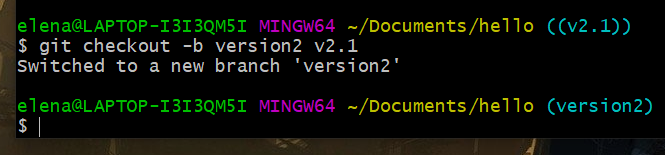 elena@LAPTOP-I3I3QM5I MINGW64 ~/Documents/hello ((v2.1))
$ git checkout -b version2 v2.1
Switched to a new branch 'version2'
elena@LAPTOP-I3I3QM5I MINGW64 ~/Documents/hello (version2)
$